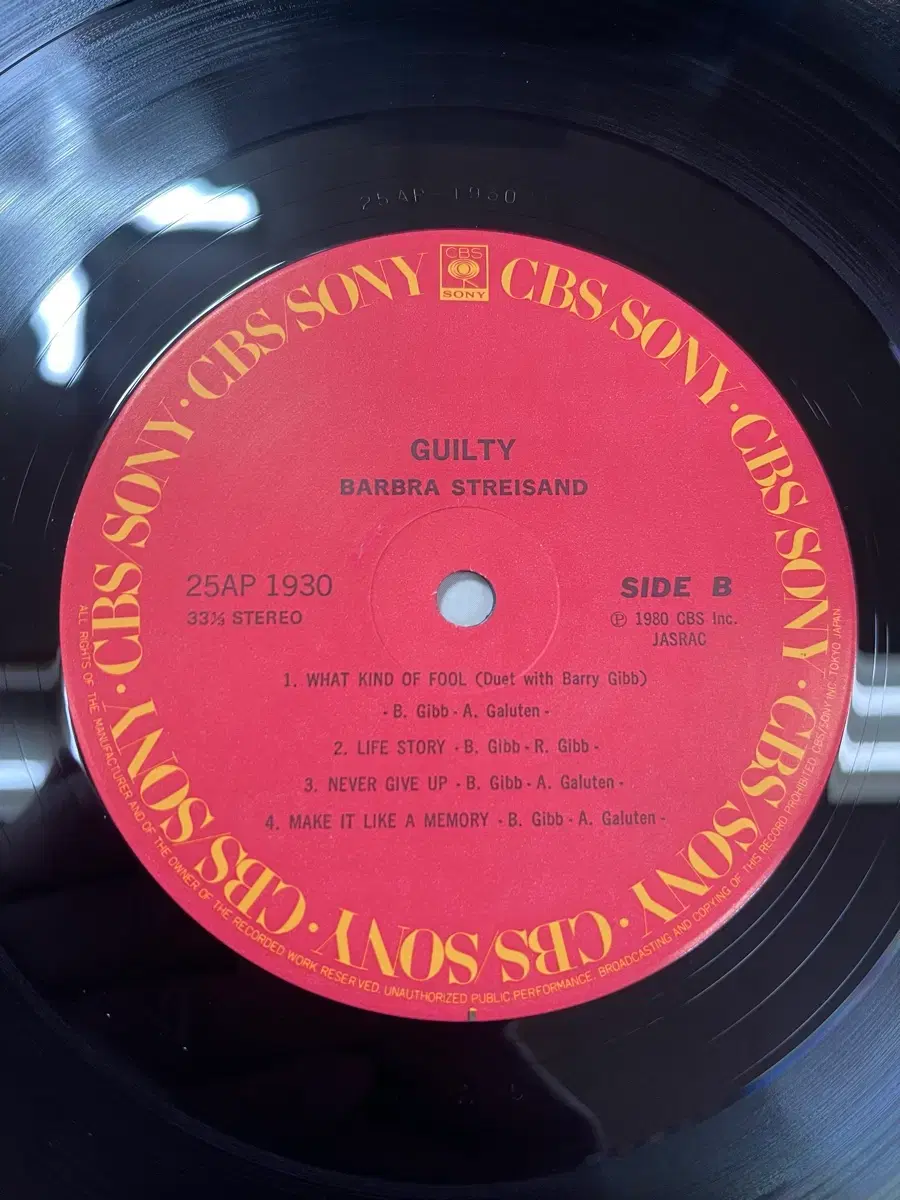 25AP-1930
CBS
SONY
CBS/SONY · CBS/SONY · CBS/SONY · CBS/SONY · CBS/SONY · CBS/SONY · CBS/SONY · CBS/SONY
GUILTY
BARBRA STREISAND
25AP 1930
33⅓ STEREO
SIDE B
℗ 1980 CBS Inc.
JASRAC
1. WHAT KIND OF FOOL (Duet with Barry Gibb)
- B. Gibb - A. Galuten -
2. LIFE STORY - B. Gibb - R. Gibb -
3. NEVER GIVE UP - B. Gibb - A. Galuten -
4. MAKE IT LIKE A MEMORY - B. Gibb - A. Galuten -
ALL RIGHTS OF THE MANUFACTURER AND OF THE OWNER OF THE RECORDED WORK RESERVED. UNAUTHORIZED PUBLIC PERFORMANCE, BROADCASTING AND COPYING OF THIS RECORD PROHIBITED CBS/SONY INC. TOKYO JAPAN